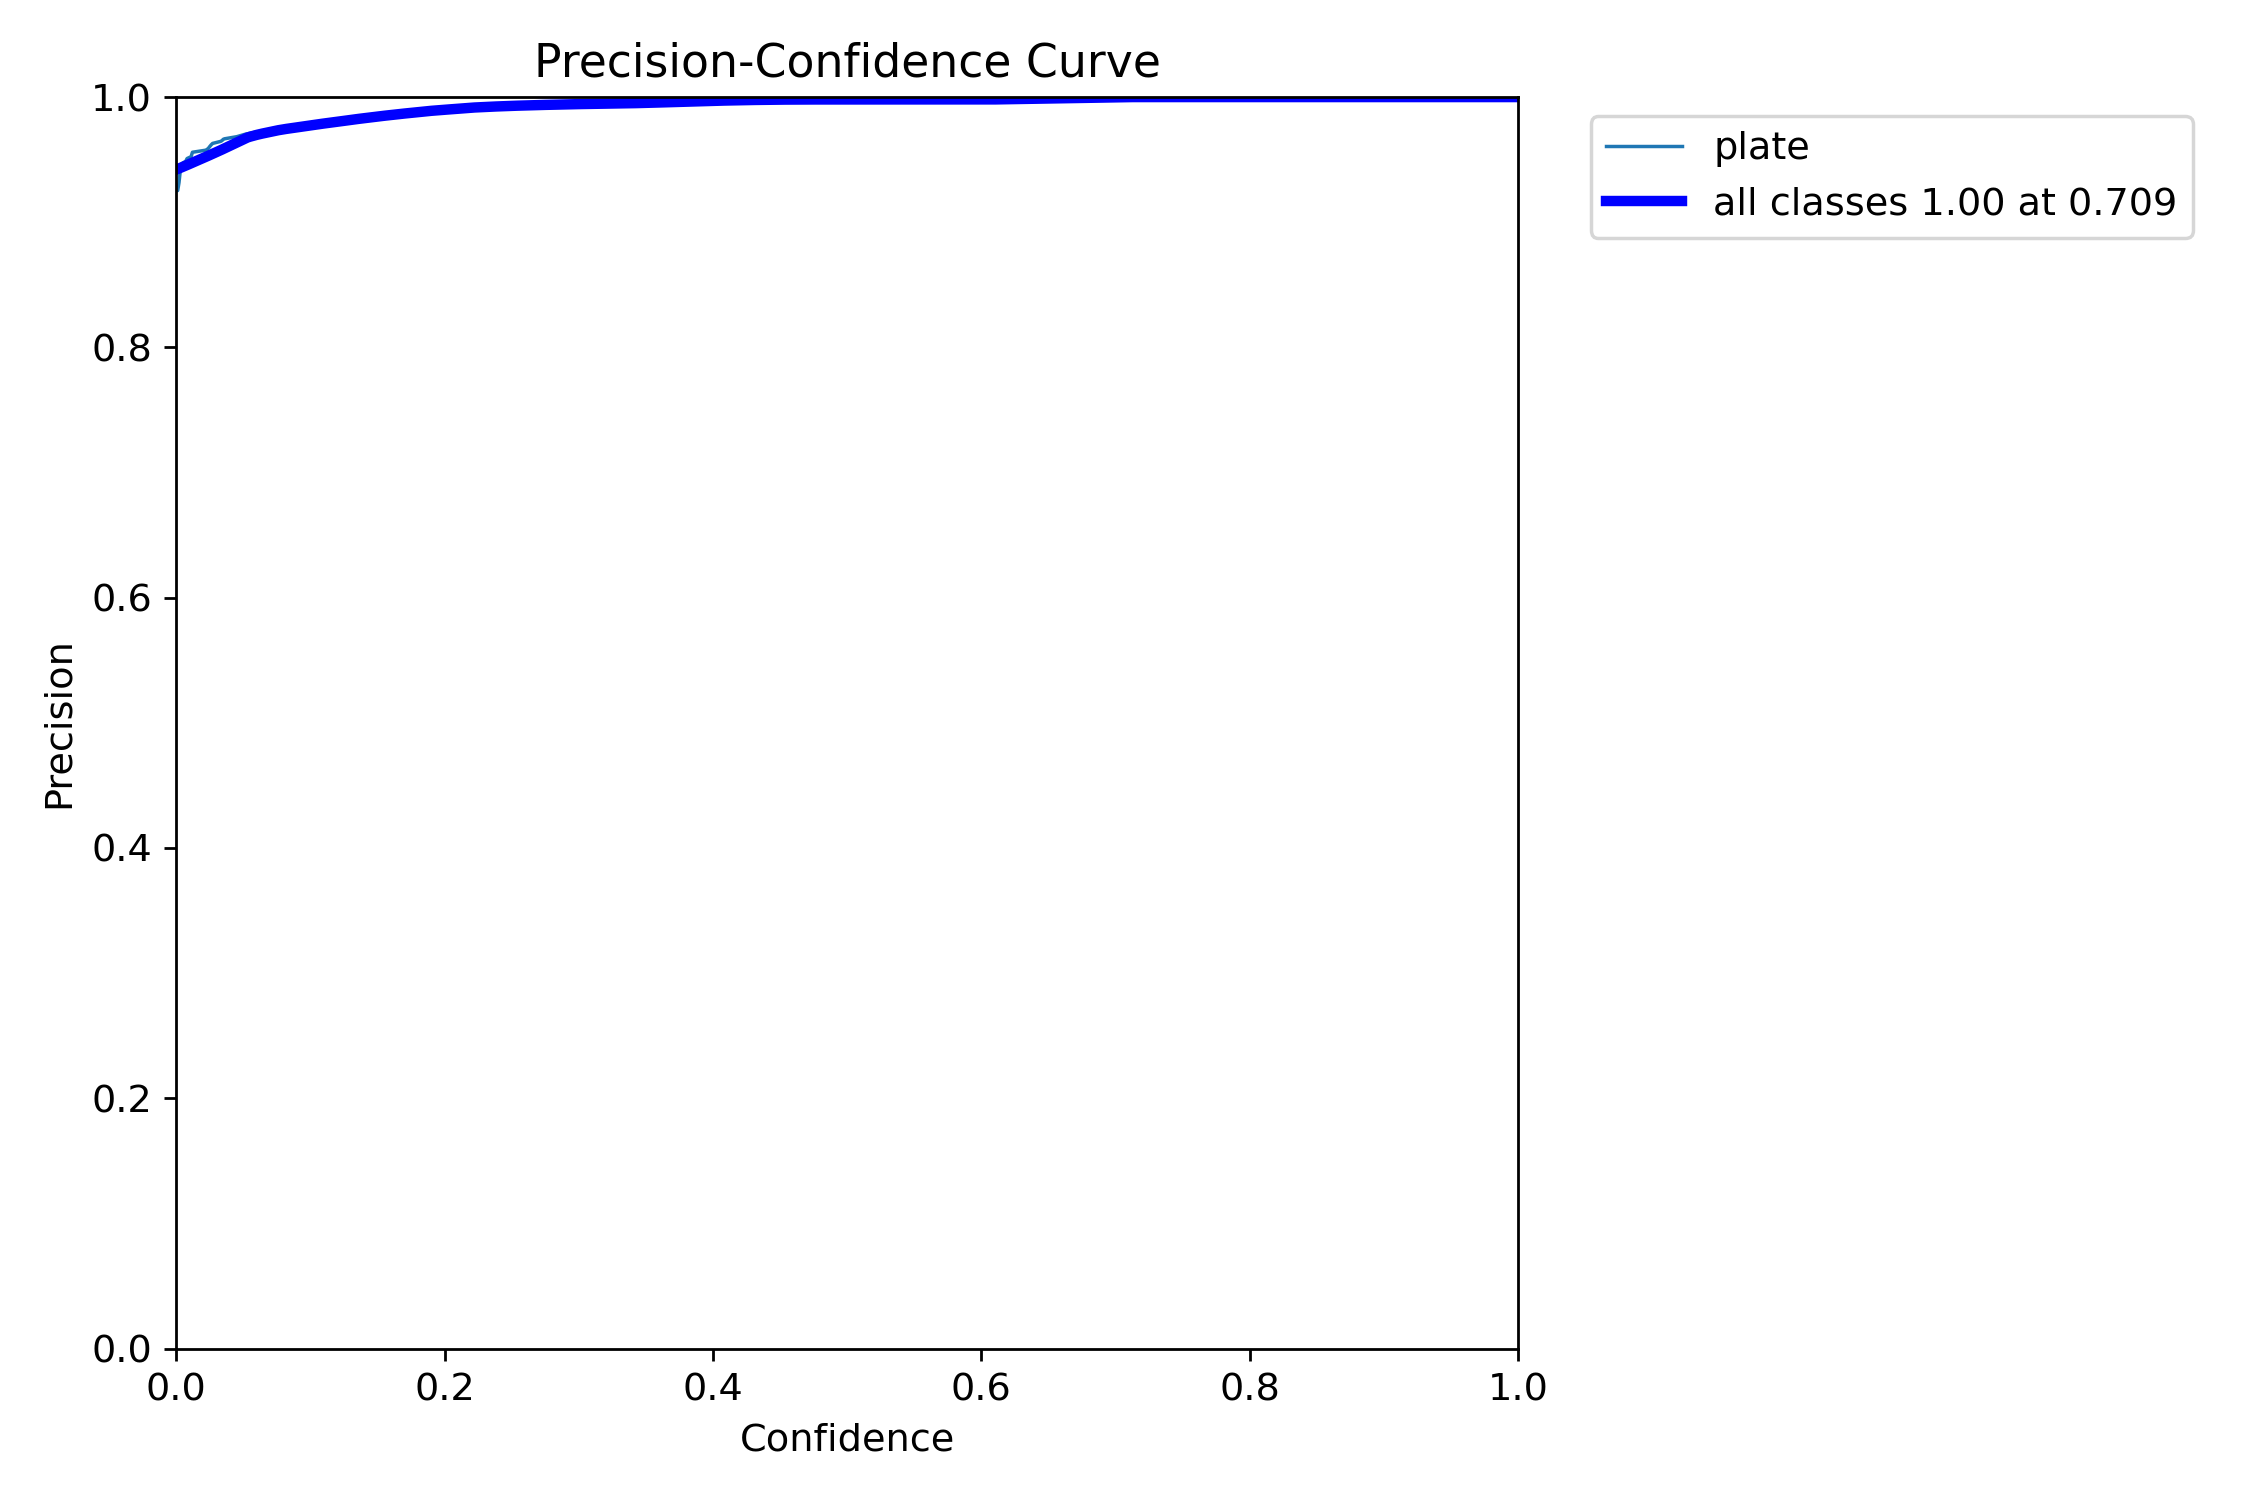 Precision-Confidence Curve
plate
all classes 1.00 at 0.709
Precision
1.0
0.8
0.6
0.4
0.2
0.0
0.0 0.2 0.4 0.6 0.8 1.0
Confidence